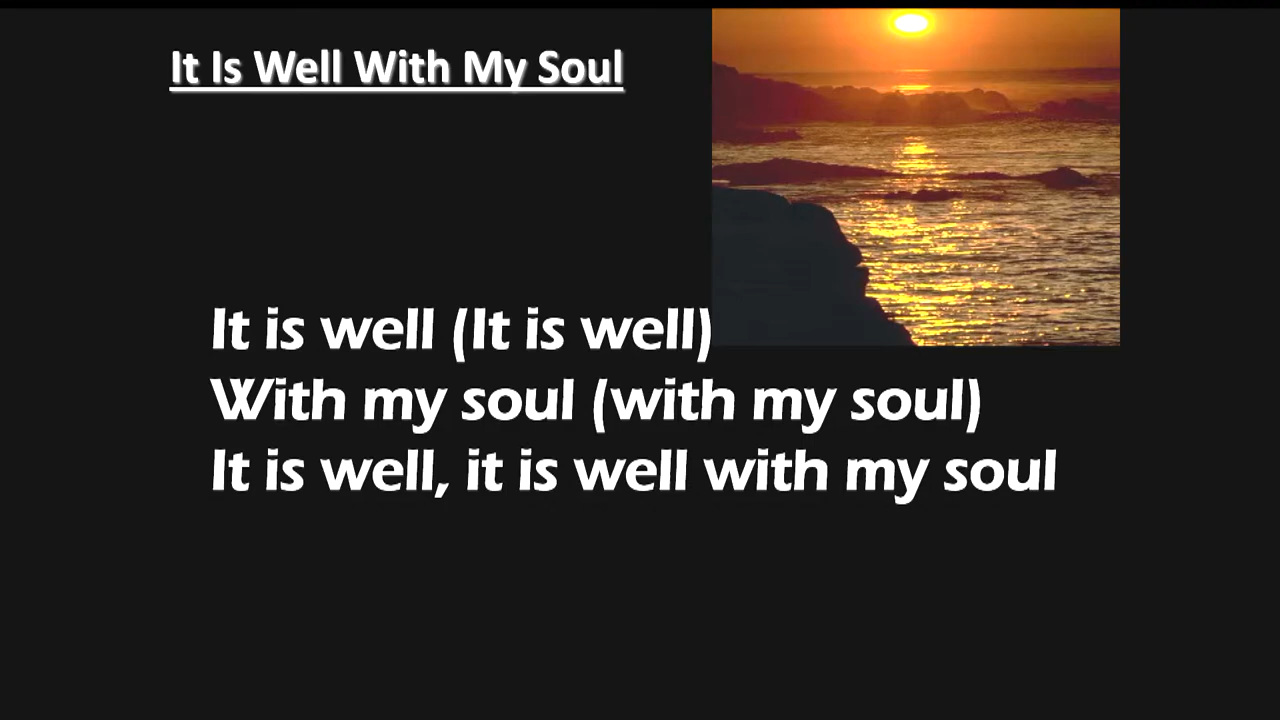 It Is Well With My Soul
It is well (It is well)
With my soul (with my soul)
It is well, it is well with my soul